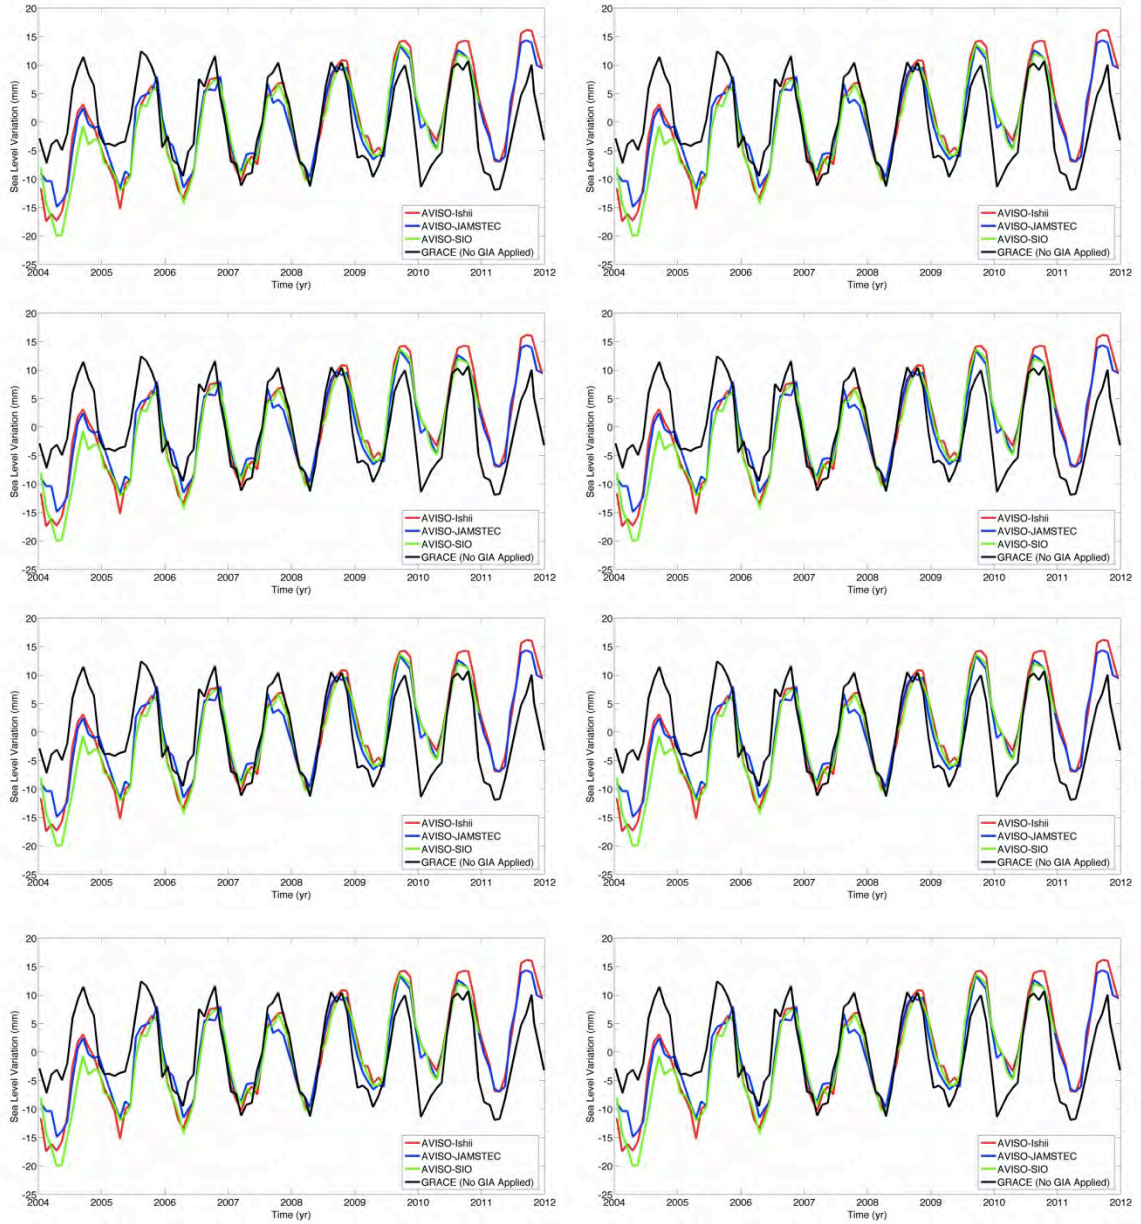 20
15
10
5
0
-5
-10
-15
-20
-25
Sea Level Variation (mm)
AVISO-Ishii
AVISO-JAMSTEC
AVISO-SIO
GRACE (No GIA Applied)
2004 2005 2006 2007 2008 2009 2010 2011 2012
Time (yr)
20
15
10
5
0
-5
-10
-15
-20
-25
Sea Level Variation (mm)
AVISO-Ishii
AVISO-JAMSTEC
AVISO-SIO
GRACE (No GIA Applied)
2004 2005 2006 2007 2008 2009 2010 2011 2012
Time (yr)
20
15
10
5
0
-5
-10
-15
-20
-25
Sea Level Variation (mm)
AVISO-Ishii
AVISO-JAMSTEC
AVISO-SIO
GRACE (No GIA Applied)
2004 2005 2006 2007 2008 2009 2010 2011 2012
Time (yr)
20
15
10
5
0
-5
-10
-15
-20
-25
Sea Level Variation (mm)
AVISO-Ishii
AVISO-JAMSTEC
AVISO-SIO
GRACE (No GIA Applied)
2004 2005 2006 2007 2008 2009 2010 2011 2012
Time (yr)
20
15
10
5
0
-5
-10
-15
-20
-25
Sea Level Variation (mm)
AVISO-Ishii
AVISO-JAMSTEC
AVISO-SIO
GRACE (No GIA Applied)
2004 2005 2006 2007 2008 2009 2010 2011 2012
Time (yr)
20
15
10
5
0
-5
-10
-15
-20
-25
Sea Level Variation (mm)
AVISO-Ishii
AVISO-JAMSTEC
AVISO-SIO
GRACE (No GIA Applied)
2004 2005 2006 2007 2008 2009 2010 2011 2012
Time (yr)
20
15
10
5
0
-5
-10
-15
-20
-25
Sea Level Variation (mm)
AVISO-Ishii
AVISO-JAMSTEC
AVISO-SIO
GRACE (No GIA Applied)
2004 2005 2006 2007 2008 2009 2010 2011 2012
Time (yr)
20
15
10
5
0
-5
-10
-15
-20
-25
Sea Level Variation (mm)
AVISO-Ishii
AVISO-JAMSTEC
AVISO-SIO
GRACE (No GIA Applied)
2004 2005 2006 2007 2008 2009 2010 2011 2012
Time (yr)